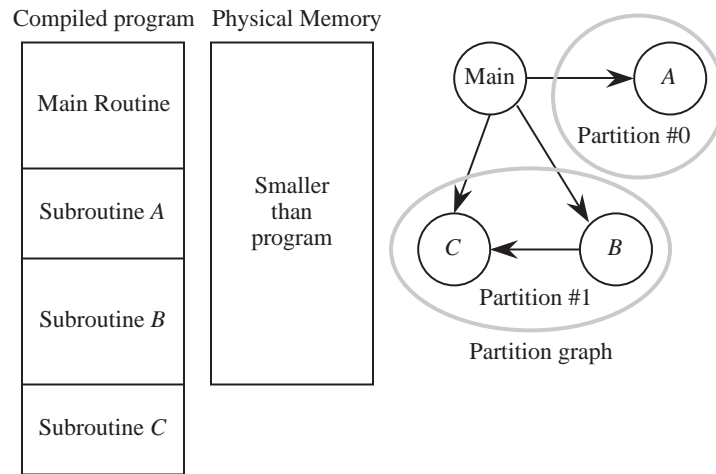 Compiled program
Physical Memory
Main Routine
Subroutine A
Subroutine B
Subroutine C
Smaller
than
program
Main
A
Partition #0
C
B
Partition #1
Partition graph